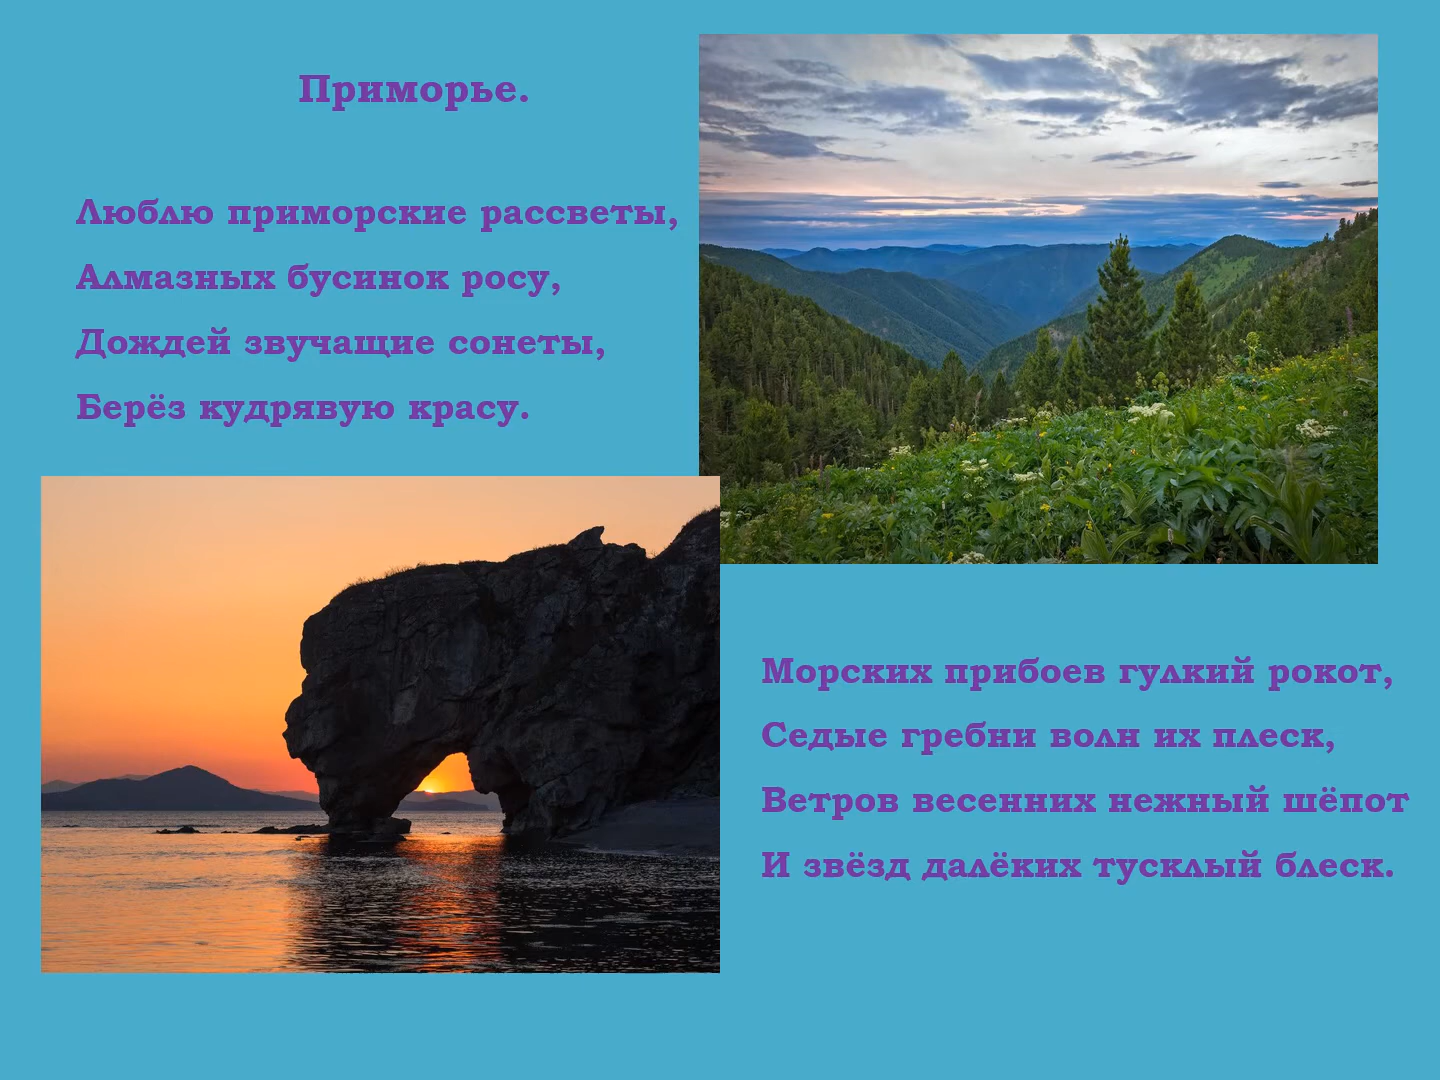 Приморье.
Люблю приморские рассветы,
Алмазных бусинок росу,
Дождей звучащие сонеты,
Берёз кудрявую красу.
Морских прибоев гулкий рокот,
Седые гребни волн их плеск,
Ветров весенних нежный шёпот
И звёзд далёких тусклый блеск.